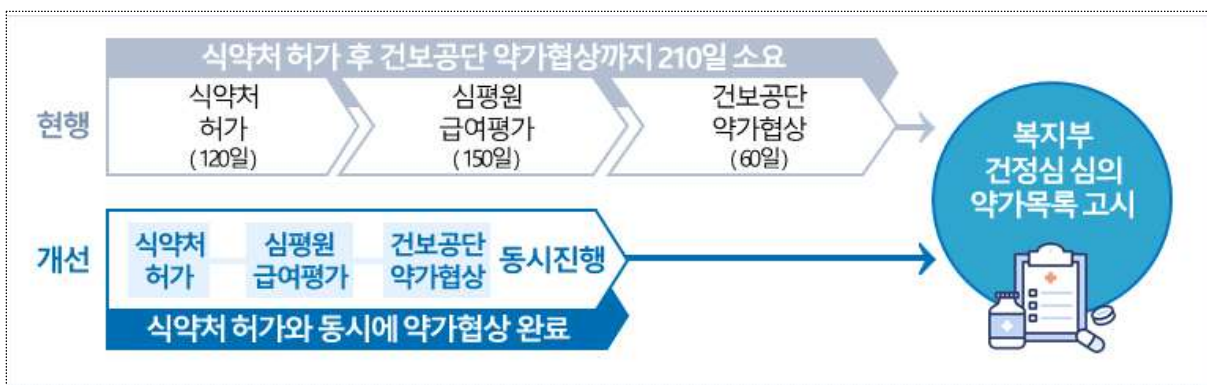 식약처 허가 후 건보공단 약가협상까지 210일 소요
현행
식약처
허가
(120일)
심평원
급여평가
(150일)
건보공단
약가협상
(60일)
복지부
건정심 심의
약가목록 고시
개선
식약처
허가
심평원
급여평가
건보공단
약가협상
동시진행
식약처 허가와 동시에 약가협상 완료